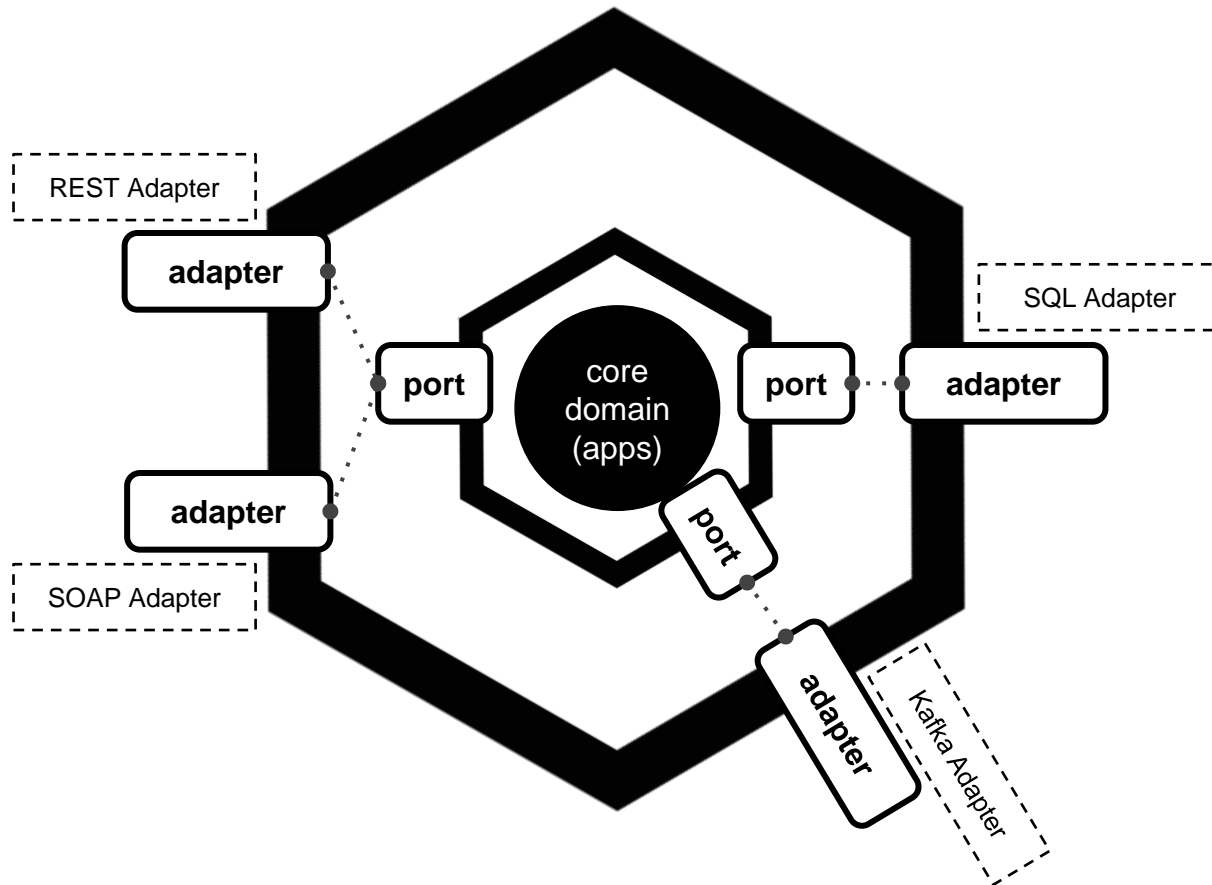 REST Adapter
adapter
SQL Adapter
port
core
domain
(apps)
port
adapter
adapter
port
SOAP Adapter
adapter
Kafka Adapter